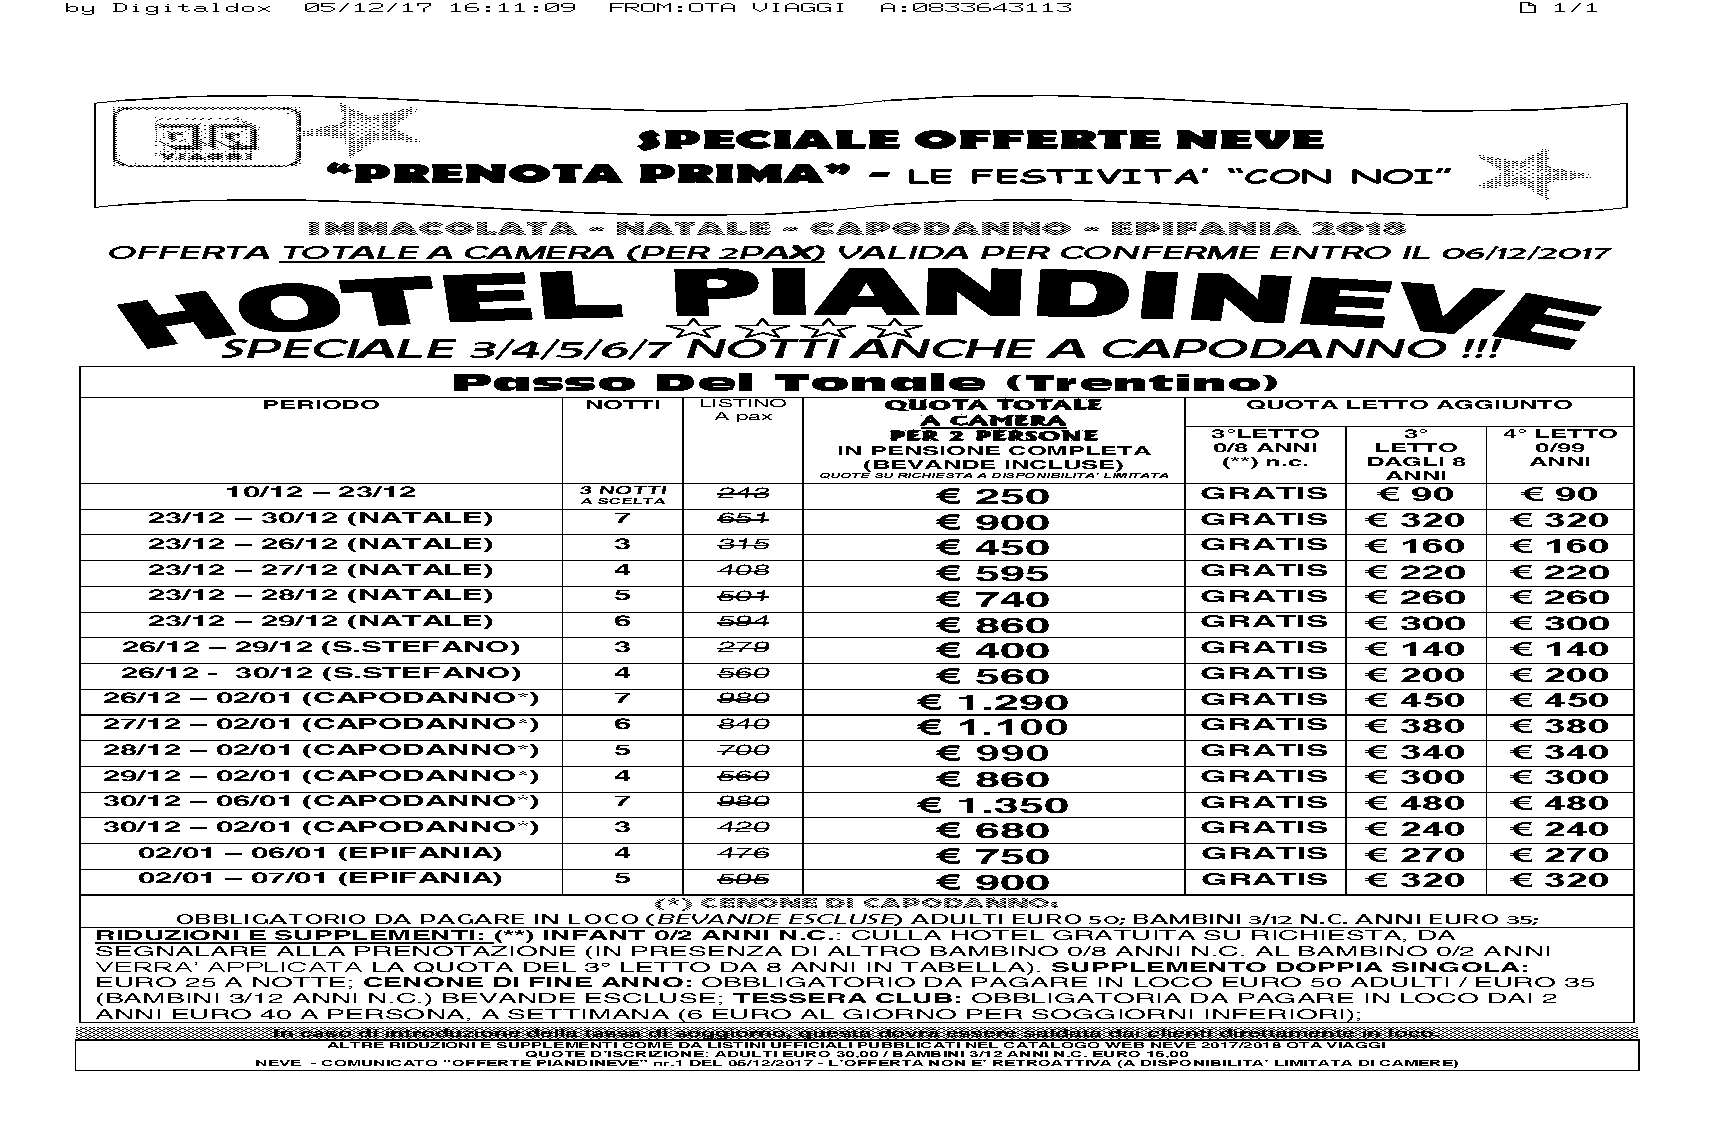 by Digitaldox 05/12/17 16:11:09 FROM:OTA VIAGGI A:0833643113 1/1
VIAGGI
SPECIALE OFFERTE NEVE
“PRENOTA PRIMA” – LE FESTIVITA’ “CON NOI”
IMMACOLATA - NATALE - CAPODANNO - EPIFANIA 2018
OFFERTA TOTALE A CAMERA (PER 2PAX) VALIDA PER CONFERME ENTRO IL 06/12/2017
HOTEL PIANDINEVE
☆☆☆☆
SPECIALE 3/4/5/6/7 NOTTI ANCHE A CAPODANNO !!!
Passo Del Tonale (Trentino)
PERIODO NOTTI LISTINO A pax QUOTA TOTALE QUOTA LETTO AGGIUNTO
A CAMERA
PER 2 PERSONE
IN PENSIONE COMPLETA
(BEVANDE INCLUSE)
QUOTE SU RICHIESTA A DISPONIBILITA' LIMITATA
3°LETTO 0/8 ANNI (**) n.c. 3° LETTO DAGLI 8 ANNI 4° LETTO 0/99 ANNI
10/12 – 23/12 3 NOTTI A SCELTA 243 € 250 GRATIS € 90 € 90
23/12 – 30/12 (NATALE) 7 651 € 900 GRATIS € 320 € 320
23/12 – 26/12 (NATALE) 3 315 € 450 GRATIS € 160 € 160
23/12 – 27/12 (NATALE) 4 408 € 595 GRATIS € 220 € 220
23/12 – 28/12 (NATALE) 5 501 € 740 GRATIS € 260 € 260
23/12 – 29/12 (NATALE) 6 594 € 860 GRATIS € 300 € 300
26/12 – 29/12 (S.STEFANO) 3 279 € 400 GRATIS € 140 € 140
26/12 - 30/12 (S.STEFANO) 4 560 € 560 GRATIS € 200 € 200
26/12 – 02/01 (CAPODANNO*) 7 980 € 1.290 GRATIS € 450 € 450
27/12 – 02/01 (CAPODANNO*) 6 840 € 1.100 GRATIS € 380 € 380
28/12 – 02/01 (CAPODANNO*) 5 700 € 990 GRATIS € 340 € 340
29/12 – 02/01 (CAPODANNO*) 4 560 € 860 GRATIS € 300 € 300
30/12 – 06/01 (CAPODANNO*) 7 980 € 1.350 GRATIS € 480 € 480
30/12 – 02/01 (CAPODANNO*) 3 420 € 680 GRATIS € 240 € 240
02/01 – 06/01 (EPIFANIA) 4 476 € 750 GRATIS € 270 € 270
02/01 – 07/01 (EPIFANIA) 5 595 € 900 GRATIS € 320 € 320
(*) CENONE DI CAPODANNO:
OBBLIGATORIO DA PAGARE IN LOCO (BEVANDE ESCLUSE) ADULTI EURO 50; BAMBINI 3/12 N.C. ANNI EURO 35;
RIDUZIONI E SUPPLEMENTI: (**) INFANT 0/2 ANNI N.C.: CULLA HOTEL GRATUITA SU RICHIESTA, DA
SEGNALARE ALLA PRENOTAZIONE (IN PRESENZA DI ALTRO BAMBINO 0/8 ANNI N.C. AL BAMBINO 0/2 ANNI
VERRA’ APPLICATA LA QUOTA DEL 3° LETTO DA 8 ANNI IN TABELLA). SUPPLEMENTO DOPPIA SINGOLA:
EURO 25 A NOTTE; CENONE DI FINE ANNO: OBBLIGATORIO DA PAGARE IN LOCO EURO 50 ADULTI / EURO 35
(BAMBINI 3/12 ANNI N.C.) BEVANDE ESCLUSE; TESSERA CLUB: OBBLIGATORIA DA PAGARE IN LOCO DAI 2
ANNI EURO 40 A PERSONA, A SETTIMANA (6 EURO AL GIORNO PER SOGGIORNI INFERIORI);
In caso di introduzione della tassa di soggiorno, questa dovrà essere saldata dai clienti direttamente in loco
ALTRE RIDUZIONI E SUPPLEMENTI COME DA LISTINI UFFICIALI PUBBLICATI NEL CATALOGO WEB NEVE 2017/2018 OTA VIAGGI
QUOTE D’ISCRIZIONE: ADULTI EURO 30,00 / BAMBINI 3/12 ANNI N.C. EURO 15,00
NEVE - COMUNICATO “OFFERTE PIANDINEVE” nr.1 DEL 05/12/2017 - L’OFFERTA NON E’ RETROATTIVA (A DISPONIBILITA’ LIMITATA DI CAMERE)